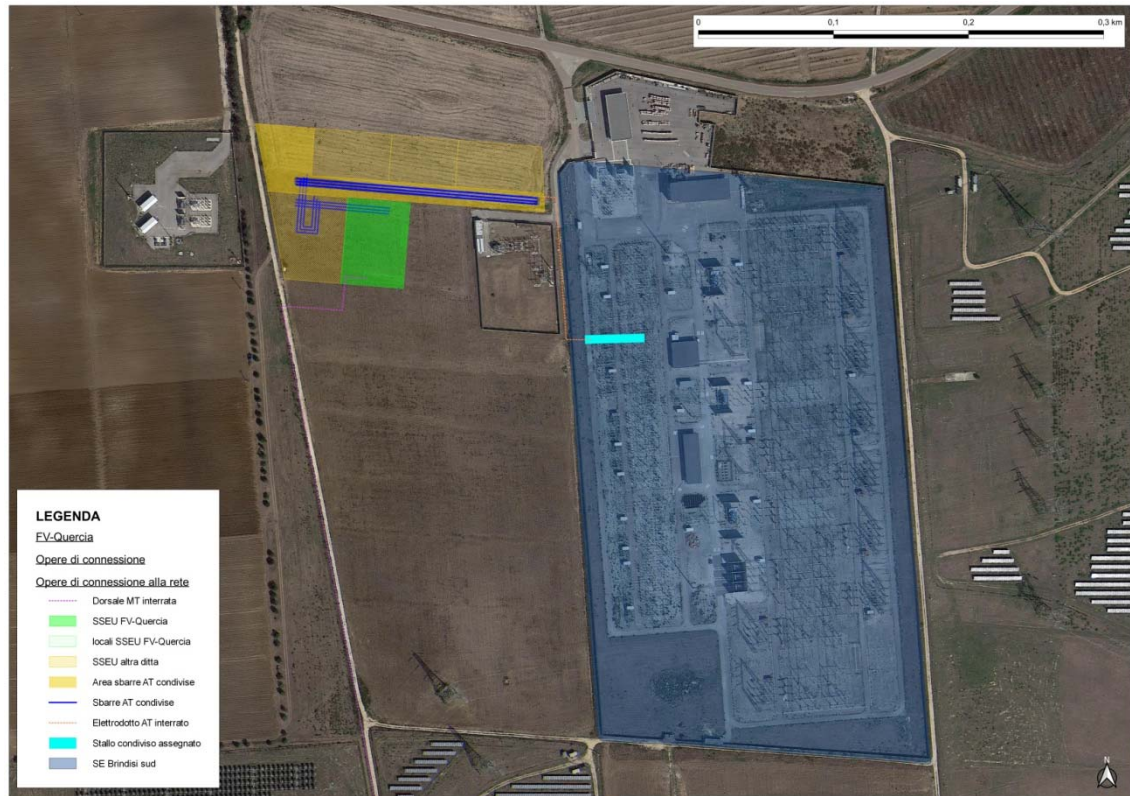 0 0,1 0,2 0,3 km
LEGENDA
FV-Quercia
Opere di connessione
Opere di connessione alla rete
Dorsale MT interrata
SSEU FV-Quercia
locali SSEU FV-Quercia
SSEU altra ditta
Area sbarre AT condivise
Sbarre AT condivise
Elettrodotto AT interrato
Stallo condiviso assegnato
SE Brindisi sud
N